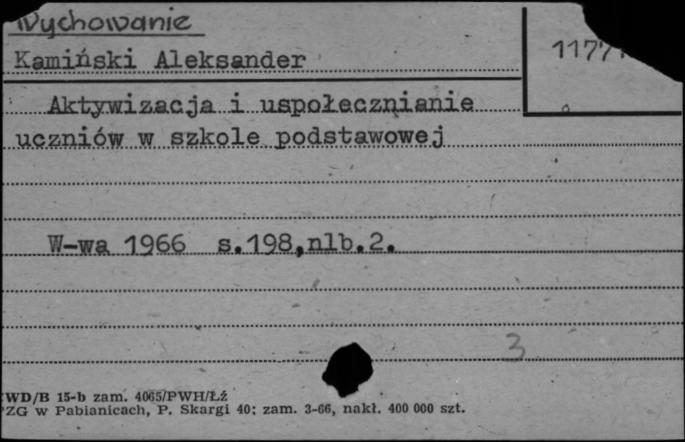 Wychowanie
Kamiński Aleksander
Aktywizacja i uspołecznianie
uczniów w szkole podstawowej
W-wa 1966 s.198,nlb.2.
3
WD/B 15-b zam. 4065/PWH/Łź
PZG w Pabianicach, P. Skargi 40; zam. 3-66, nakł. 400 000 szt.